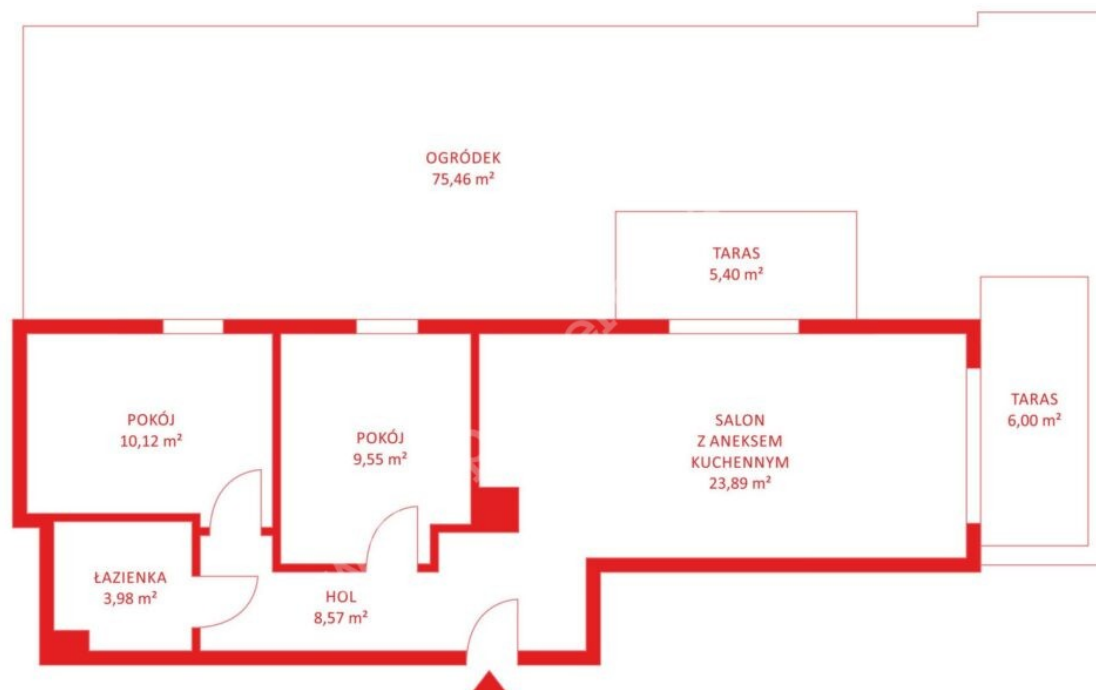 OGRÓDEK
75,46 m²
TARAS
5,40 m²
TARAS
6,00 m²
POKÓJ
10,12 m²
POKÓJ
9,55 m²
SALON
Z ANEKSEM
KUCHENNYM
23,89 m²
ŁAZIENKA
3,98 m²
HOL
8,57 m²